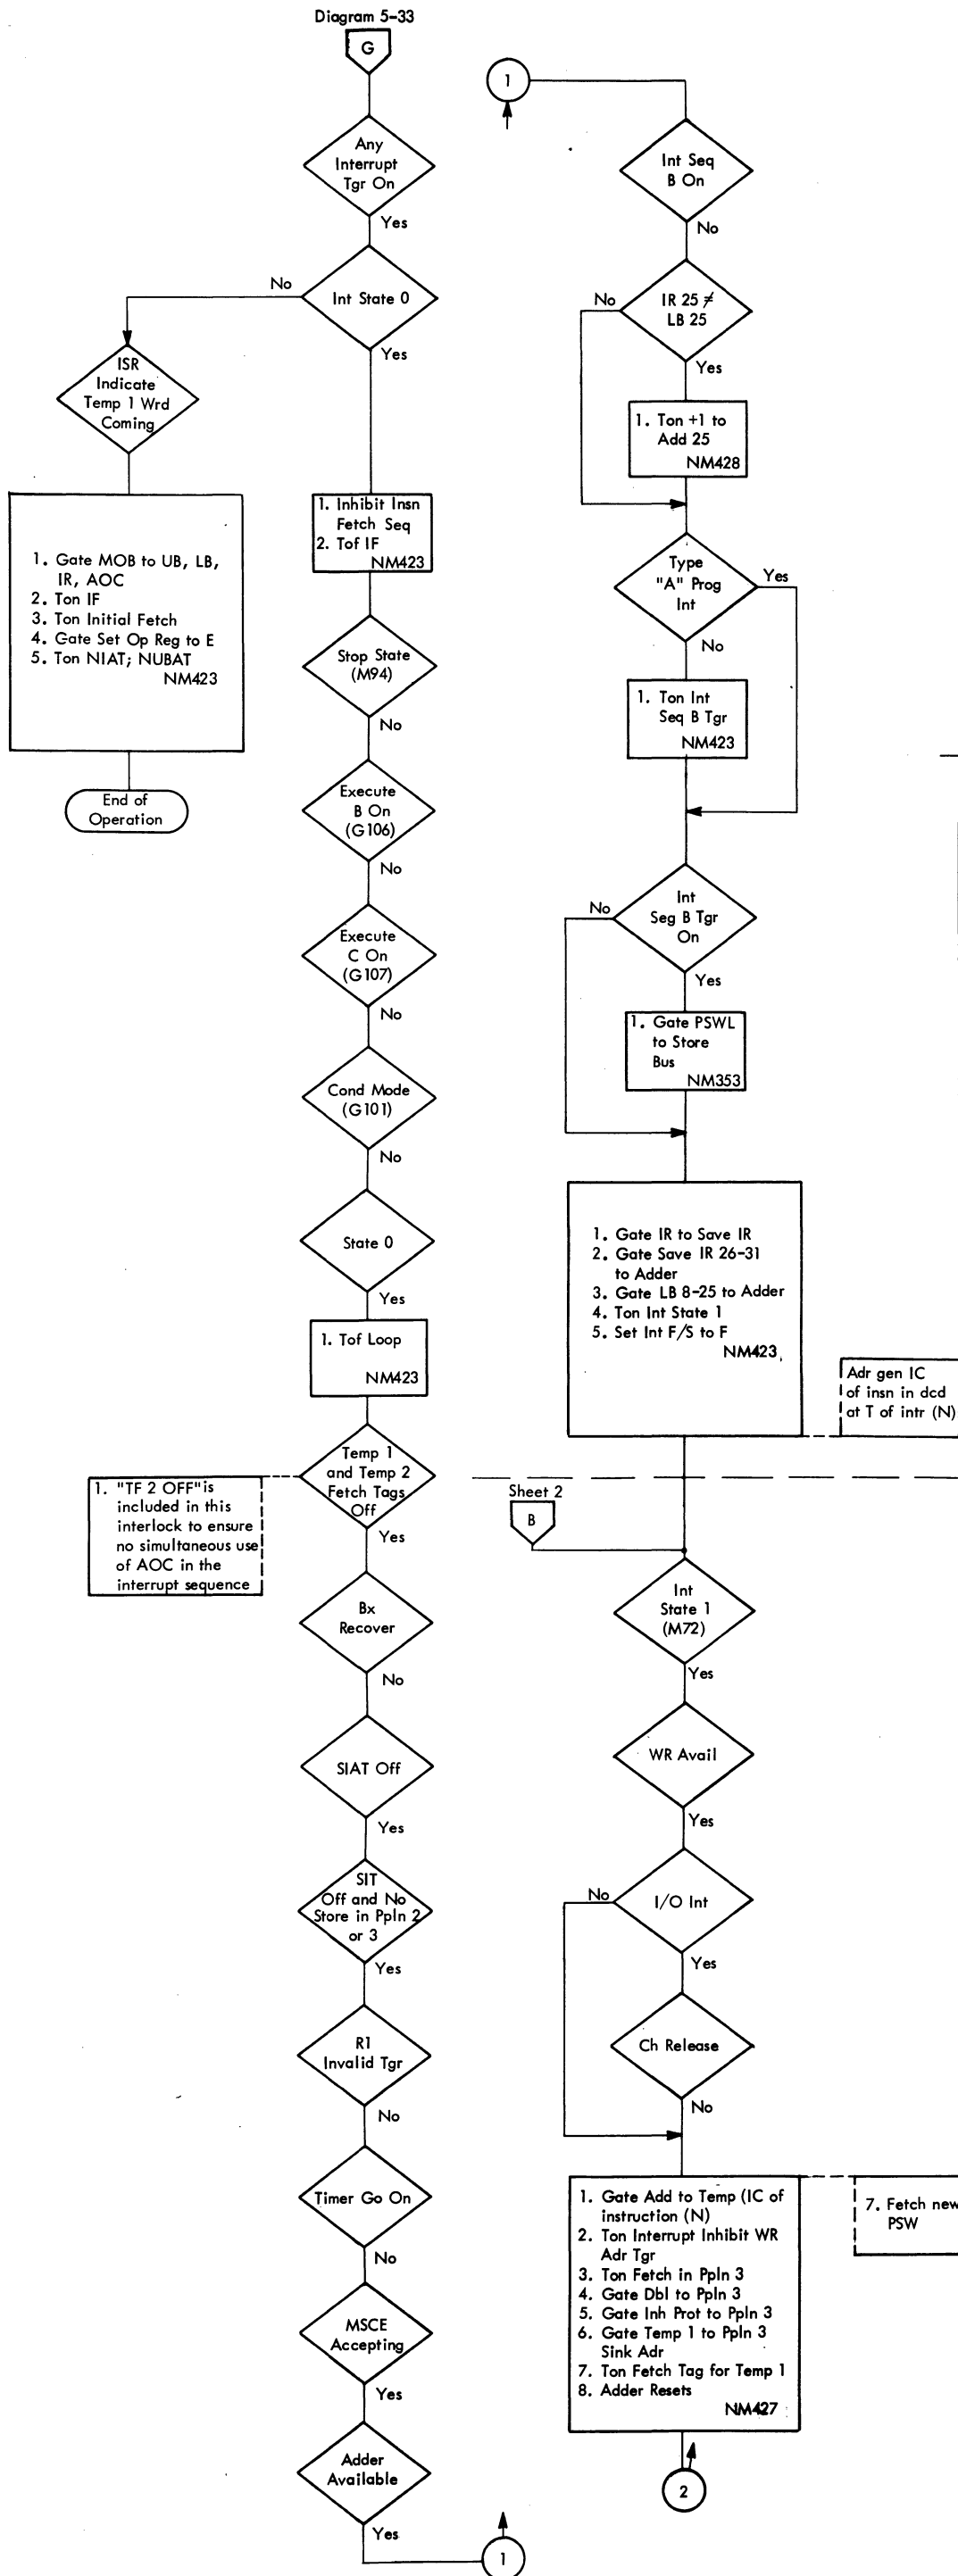 Diagram 5-33
G
Any
Interrupt
Tgr On
Yes
No
Int State 0
Yes
ISR
Indicate
Temp 1 Wrd
Coming
1. Gate MOB to UB, LB,
IR, AOC
2. Ton IF
3. Ton Initial Fetch
4. Gate Set Op Reg to E
5. Ton NIAT; NUBAT
NM423
End of
Operation
1. Inhibit Insn
Fetch Seq
2. Tof IF
NM423
Stop State
(M94)
No
Execute
B On
(G106)
No
Execute
C On
(G107)
No
Cond Mode
(G101)
No
State 0
Yes
1. Tof Loop
NM423
Temp 1
and Temp 2
Fetch Tags
Off
Yes
1. "TF 2 OFF" is
included in this
interlock to ensure
no simultaneous use
of AOC in the
interrupt sequence
Bx
Recover
No
SIAT Off
Yes
SIT
Off and No
Store in Ppln 2
or 3
Yes
R1
Invalid Tgr
No
Timer Go On
No
MSCE
Accepting
Yes
Adder
Available
Yes
1
1
Int Seq
B On
No
No
IR 25 ≠
LB 25
Yes
1. Ton +1 to
Add 25
NM428
Type
"A" Prog
Int
Yes
No
1. Ton Int
Seq B Tgr
NM423
Int
Seg B Tgr
On
No
Yes
1. Gate PSWL
to Store
Bus
NM353
1. Gate IR to Save IR
2. Gate Save IR 26-31
to Adder
3. Gate LB 8-25 to Adder
4. Ton Int State 1
5. Set Int F/S to F
NM423
Adr gen IC
of insn in dcd
at T of intr (N)
Sheet 2
B
Int
State 1
(M72)
Yes
WR Avail
Yes
No
I/O Int
Yes
Ch Release
No
1. Gate Add to Temp (IC of
instruction (N)
2. Ton Interrupt Inhibit WR
Adr Tgr
3. Ton Fetch in Ppln 3
4. Gate Dbl to Ppln 3
5. Gate Inh Prot to Ppln 3
6. Gate Temp 1 to Ppln 3
Sink Adr
7. Ton Fetch Tag for Temp 1
8. Adder Resets
NM427
7. Fetch new
PSW
2